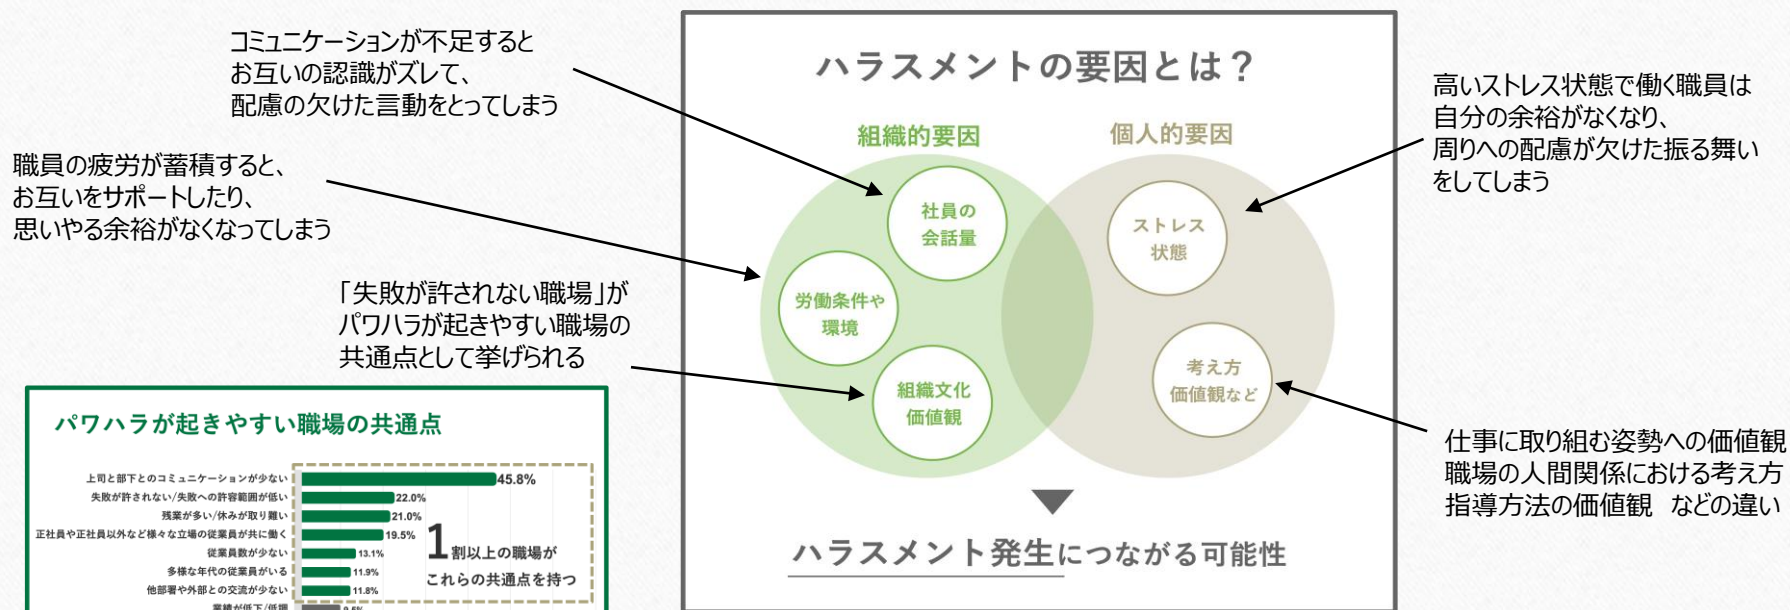 コミュニケーションが不足すると
お互いの認識がズレて、
配慮の欠けた言動をとってしまう
職員の疲労が蓄積すると、
お互いをサポートしたり、
思いやる余裕がなくなってしまう
「失敗が許されない職場」が
パワハラが起きやすい職場の
共通点として挙げられる
ハラスメントの要因とは？
組織的要因
個人的要因
社員の
会話量
労働条件や
環境
組織文化
価値観
ストレス
状態
考え方
価値観など
ハラスメント発生につながる可能性
高いストレス状態で働く職員は
自分の余裕がなくなり、
周りへの配慮が欠けた振る舞い
をしてしまう
仕事に取り組む姿勢への価値観
職場の人間関係における考え方
指導方法の価値観 などの違い
パワハラが起きやすい職場の共通点
上司と部下とのコミュニケーションが少ない 45.8%
失敗が許されない/失敗への許容範囲が低い 22.0%
残業が多い/休みが取り難い 21.0%
正社員や正社員以外など様々な立場の従業員が共に働く 19.5%
従業員数が少ない 13.1%
多様な年代の従業員がいる 11.9%
他部署や外部との交流が少ない 11.8%
業績が低下/低調 9.5%
1割以上の職場が
これらの共通点を持つ